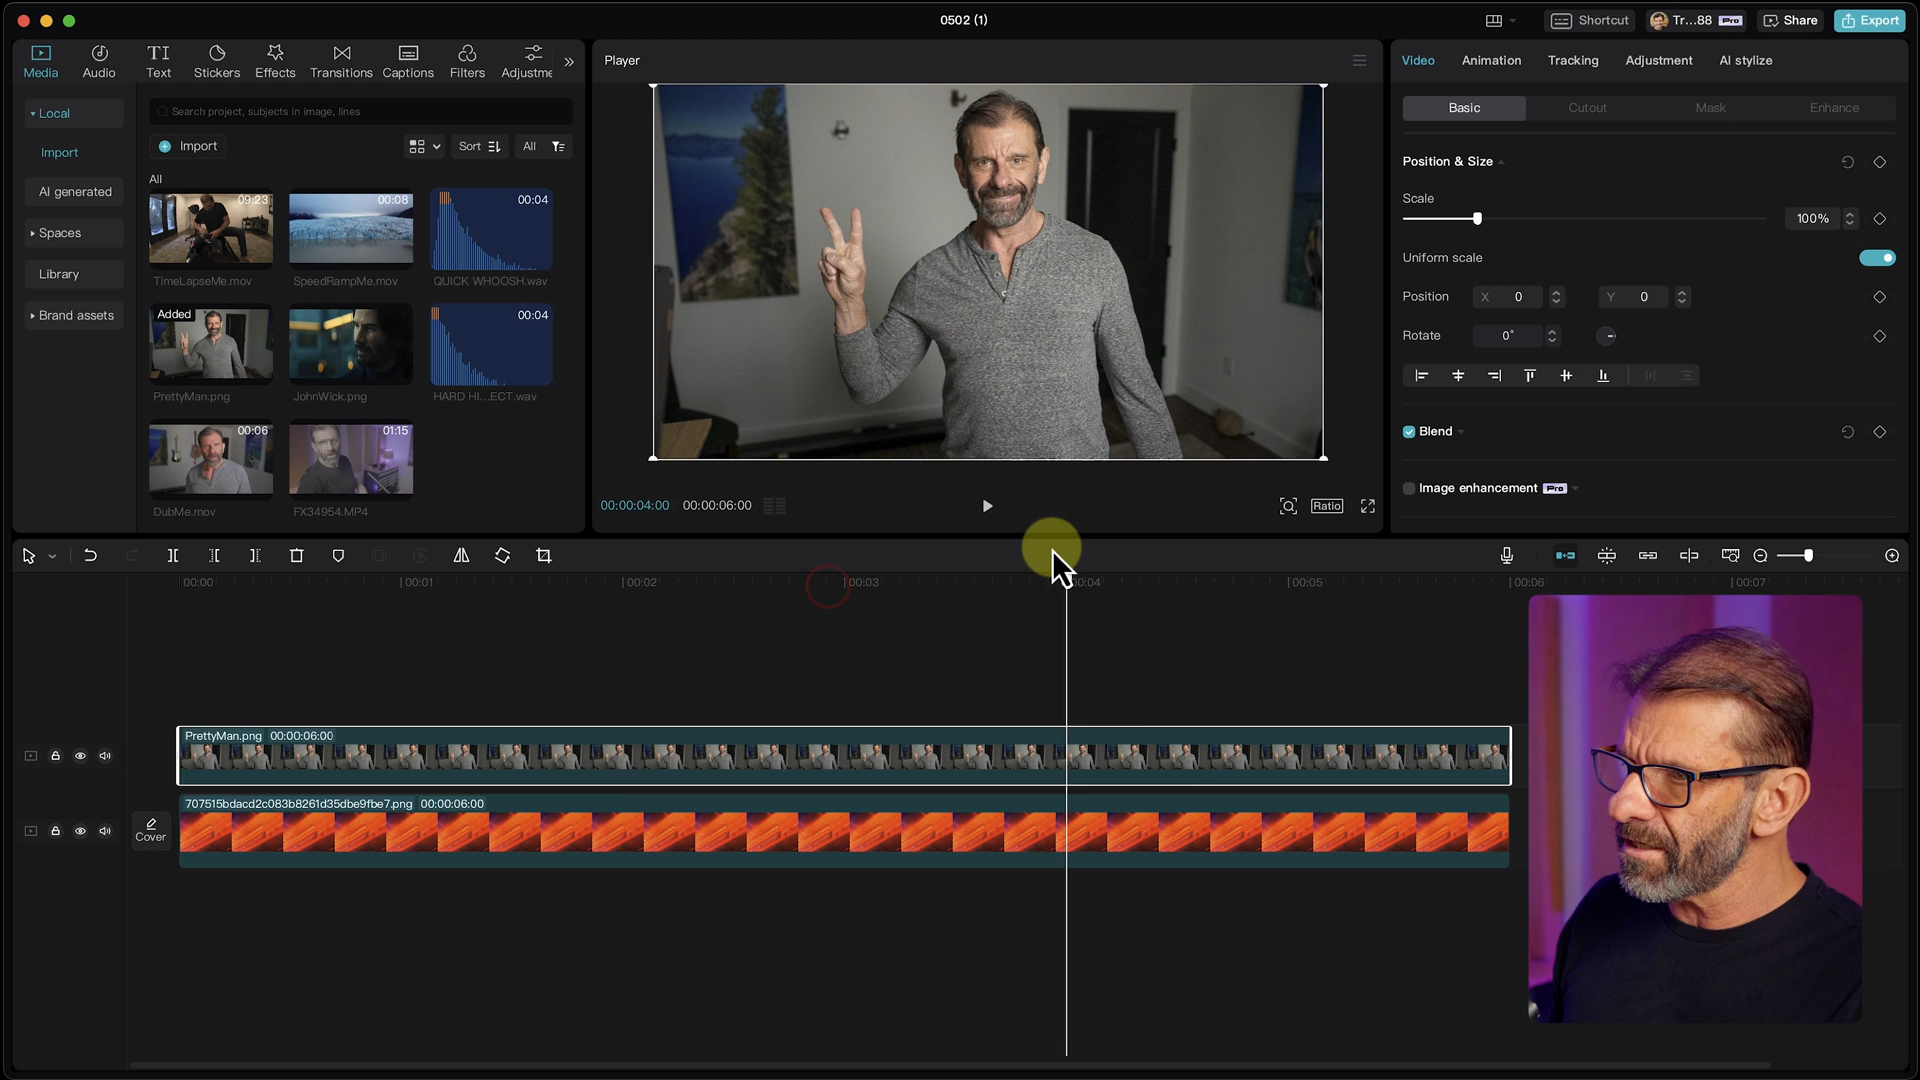 0502 (1)
Shortcut
Tr...88 Pro
Share
Export
Media
Audio
Text
Stickers
Effects
Transitions
Captions
Filters
Adjustme
Player
Video
Animation
Tracking
Adjustment
AI stylize
Local
Import
AI generated
Spaces
Library
Brand assets
Search project, subjects in image, lines
Import
Sort
All
All
09:23
00:08
00:04
TimeLapseMe.mov
SpeedRampMe.mov
QUICK WHOOSH.wav
Added
00:04
PrettyMan.png
JohnWick.png
HARD HI...ECT.wav
00:06
01:15
DubMe.mov
FX34954.MP4
00:00:04:00
00:00:06:00
Ratio
Basic
Cutout
Mask
Enhance
Position & Size
Scale
100%
Uniform scale
Position
X 0
Y 0
Rotate
0°
Blend
Image enhancement Pro
00:00
00:01
00:02
00:03
00:04
00:05
00:06
00:07
PrettyMan.png 00:00:06:00
707515bdacd2c083b8261d35dbe9fbe7.png 00:00:06:00
Cover